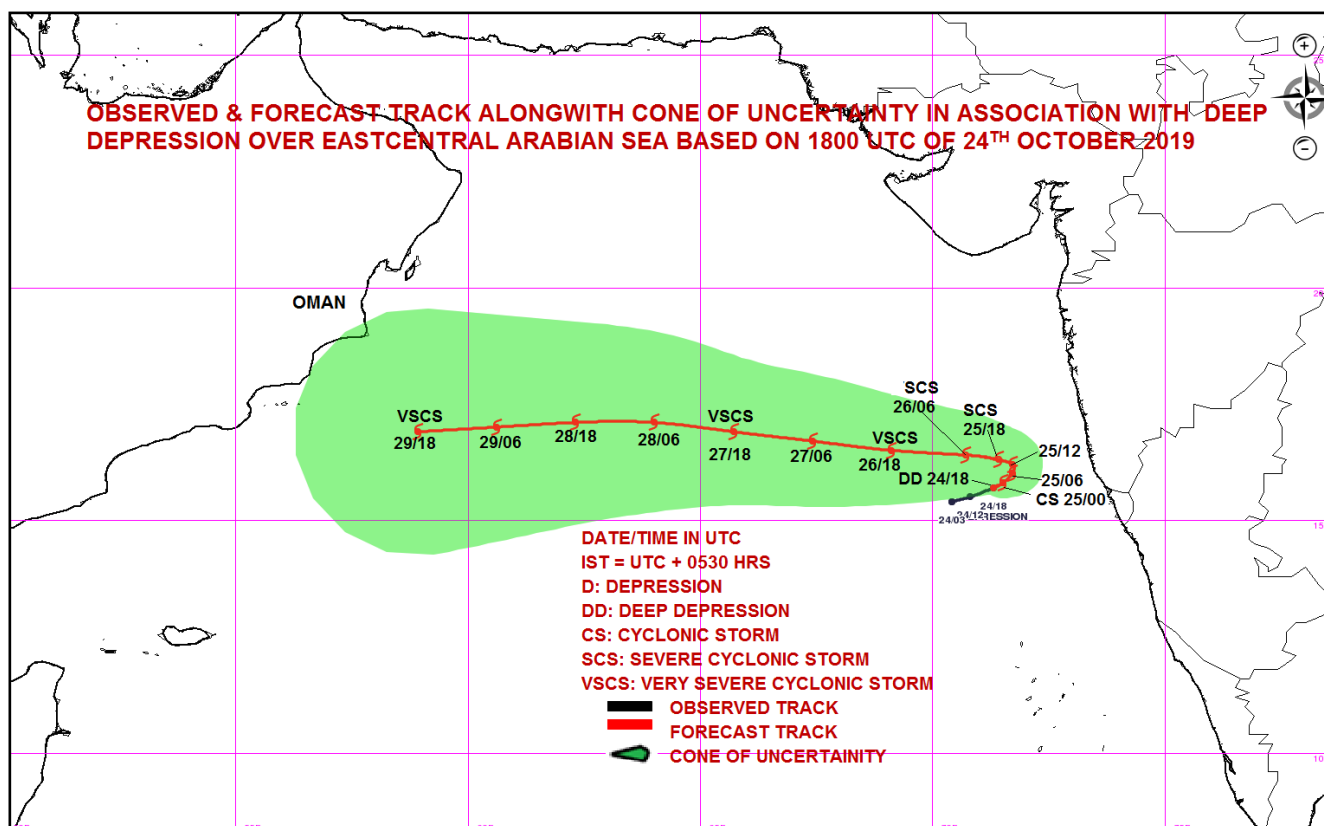 OBSERVED & FORECAST TRACK ALONGWITH CONE OF UNCERTAINTY IN ASSOCIATION WITH DEEP
DEPRESSION OVER EASTCENTRAL ARABIAN SEA BASED ON 1800 UTC OF 24TH OCTOBER 2019
OMAN
SCS
26/06
SCS
25/18
VSCS
29/18
29/06
28/18
28/06
VSCS
27/18
27/06
VSCS
26/18
25/12
25/06
DD 24/18
CS 25/00
24/18
24/12
24/03
DATE/TIME IN UTC
IST = UTC + 0530 HRS
D: DEPRESSION
DD: DEEP DEPRESSION
CS: CYCLONIC STORM
SCS: SEVERE CYCLONIC STORM
VSCS: VERY SEVERE CYCLONIC STORM
OBSERVED TRACK
FORECAST TRACK
CONE OF UNCERTAINITY